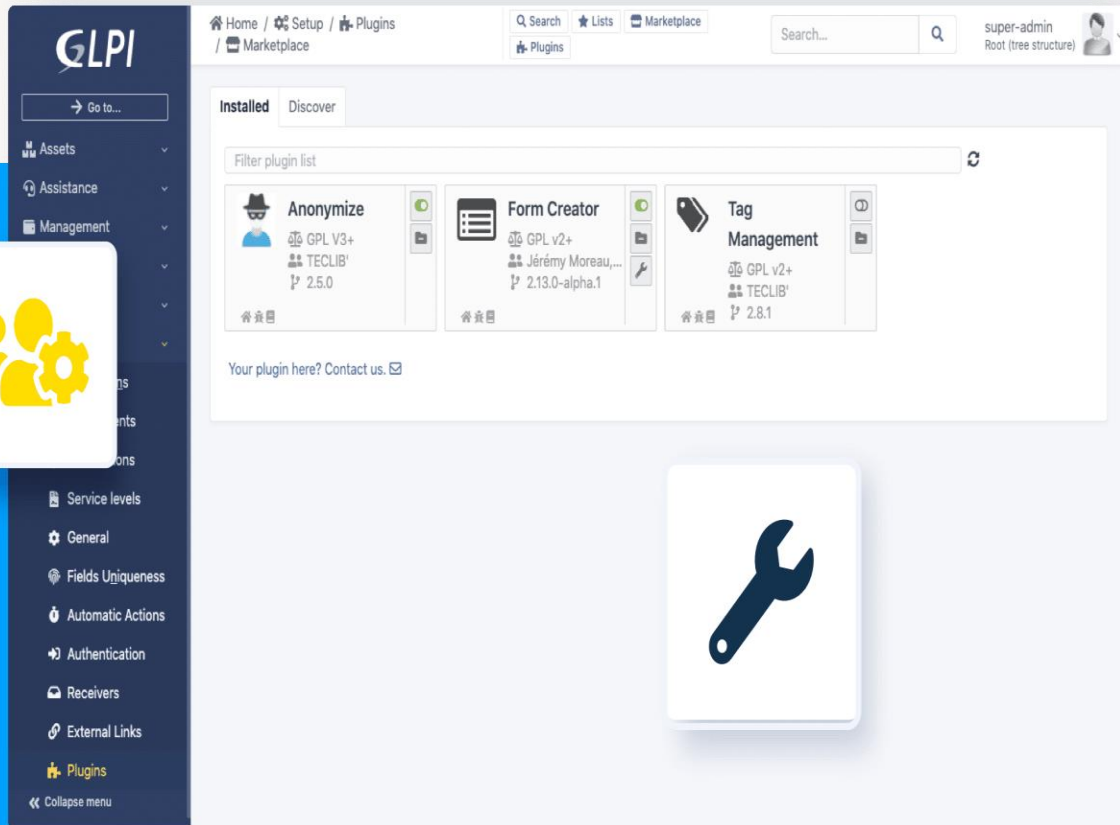 GLPI
Home / Setup / Plugins
/ Marketplace
Search
Lists
Marketplace
Plugins
Search...
super-admin
Root (tree structure)
Go to...
Assets
Assistance
Management
Service levels
General
Fields Uniqueness
Automatic Actions
Authentication
Receivers
External Links
Plugins
Collapse menu
Installed
Discover
Filter plugin list
Anonymize
GPL V3+
TECLIB'
2.5.0
Form Creator
GPL v2+
Jérémy Moreau,...
2.13.0-alpha.1
Tag
Management
GPL v2+
TECLIB'
2.8.1
Your plugin here? Contact us.